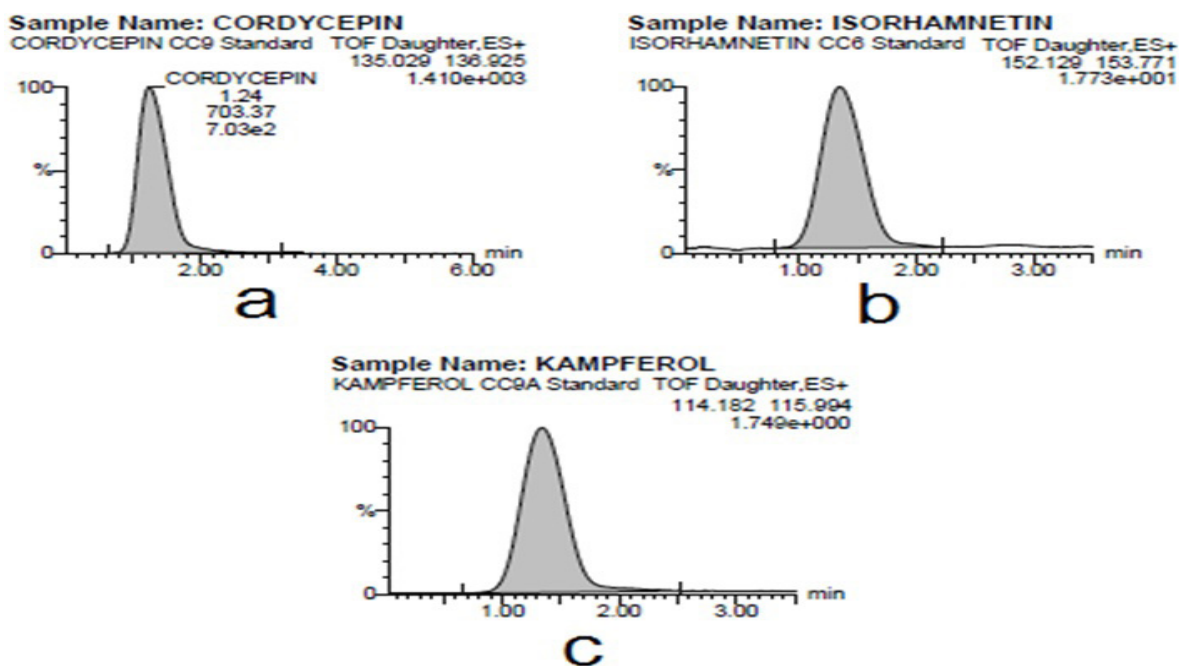 Sample Name: CORDYCEPIN
CORDYCEPIN CC9 Standard TOF Daughter,ES+
135.029 136.925
1.410e+003
CORDYCEPIN
1.24
703.37
7.03e2
100
%
0
2.00 4.00 6.00 min
a
Sample Name: ISORHAMNETIN
ISORHAMNETIN CC6 Standard TOF Daughter,ES+
152.129 153.771
1.773e+001
100
%
0
1.00 2.00 3.00 min
b
Sample Name: KAMPFEROL
KAMPFEROL CC9A Standard TOF Daughter,ES+
114.182 115.994
1.749e+000
100
%
0
1.00 2.00 3.00 min
c